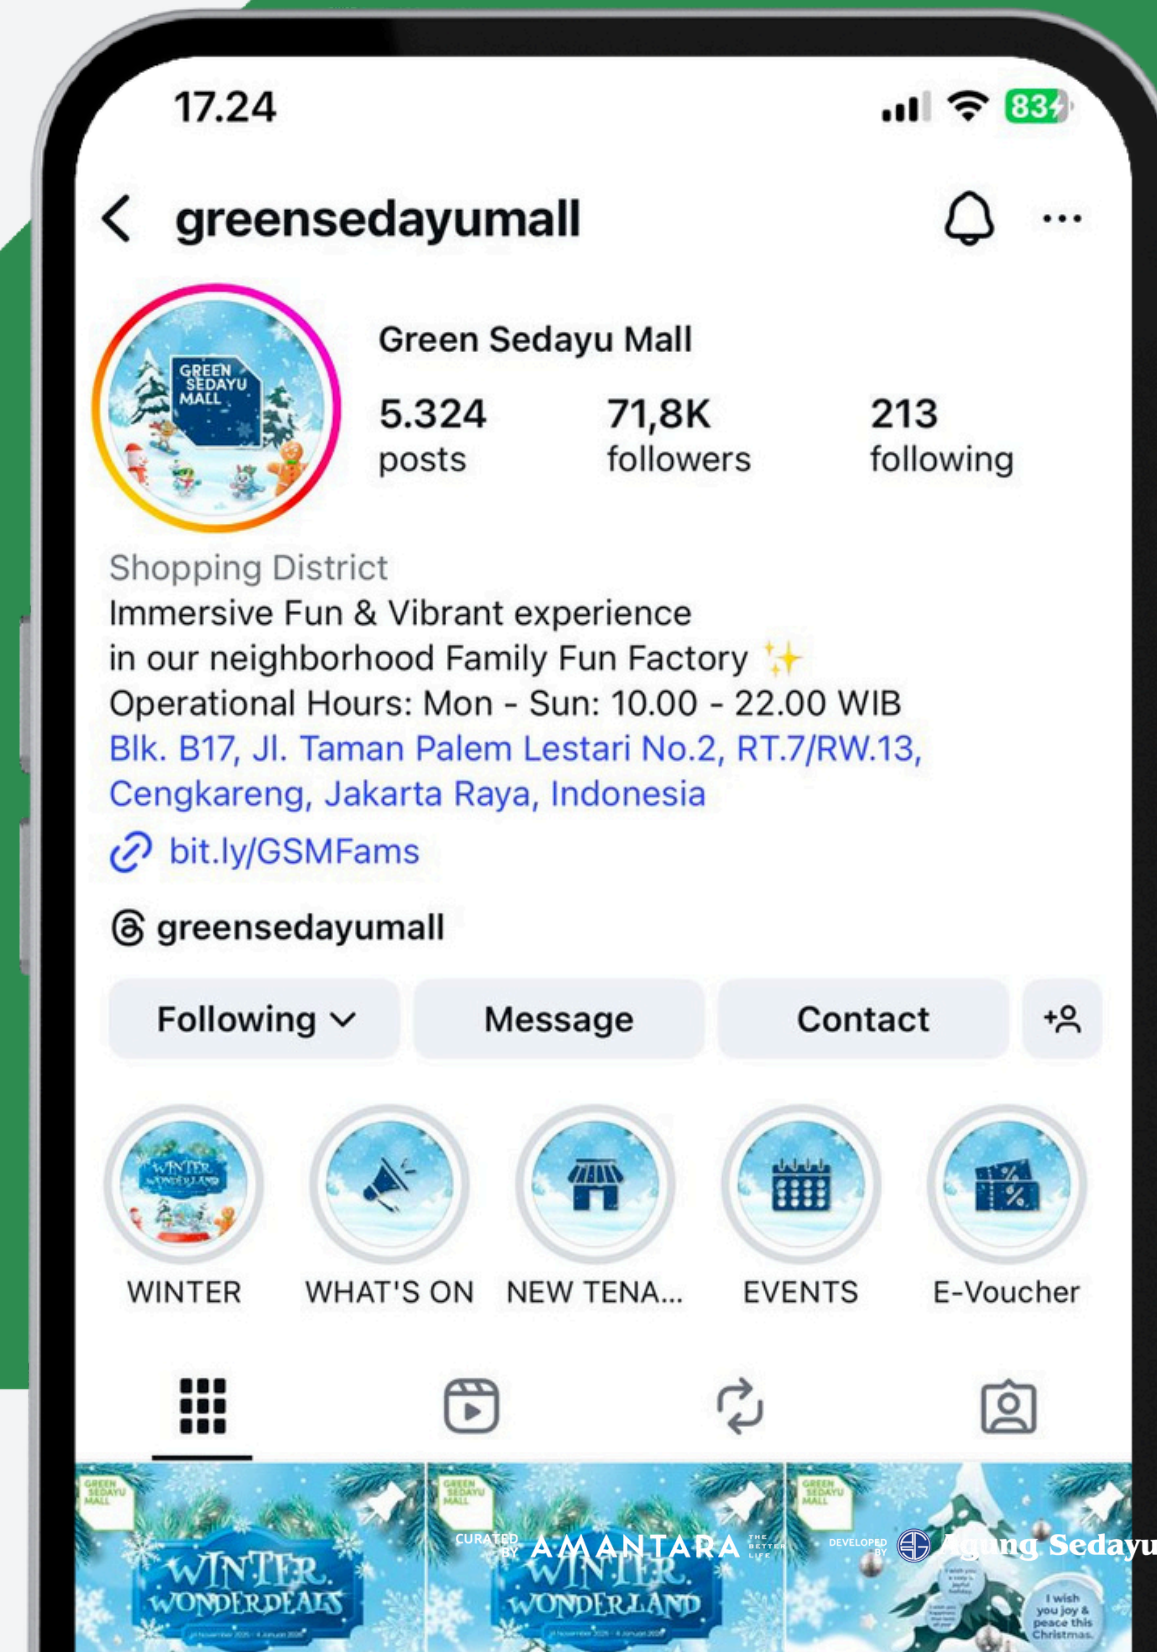 17.24
83
greensedayumall
GREEN
SEDAYU
MALL
Green Sedayu Mall
5.324 71,8K 213
posts followers following
Shopping District
Immersive Fun & Vibrant experience
in our neighborhood Family Fun Factory ✨
Operational Hours: Mon - Sun: 10.00 - 22.00 WIB
Blk. B17, Jl. Taman Palem Lestari No.2, RT.7/RW.13,
Cengkareng, Jakarta Raya, Indonesia
bit.ly/GSMFams
greensedayumall
Following Message Contact
WINTER
WONDERLAND
WINTER WHAT'S ON NEW TENA... EVENTS E-Voucher
GREEN
SEDAYU
MALL
WINTER
WONDERDEALS
GREEN
SEDAYU
MALL
WINTER
WONDERLAND
GREEN
SEDAYU
MALL
I wish
you joy &
peace this
Christmas.
CURATED
BY
AMANTARA
THE
BETTER
LIFE
DEVELOPED
BY
Agung Sedayu